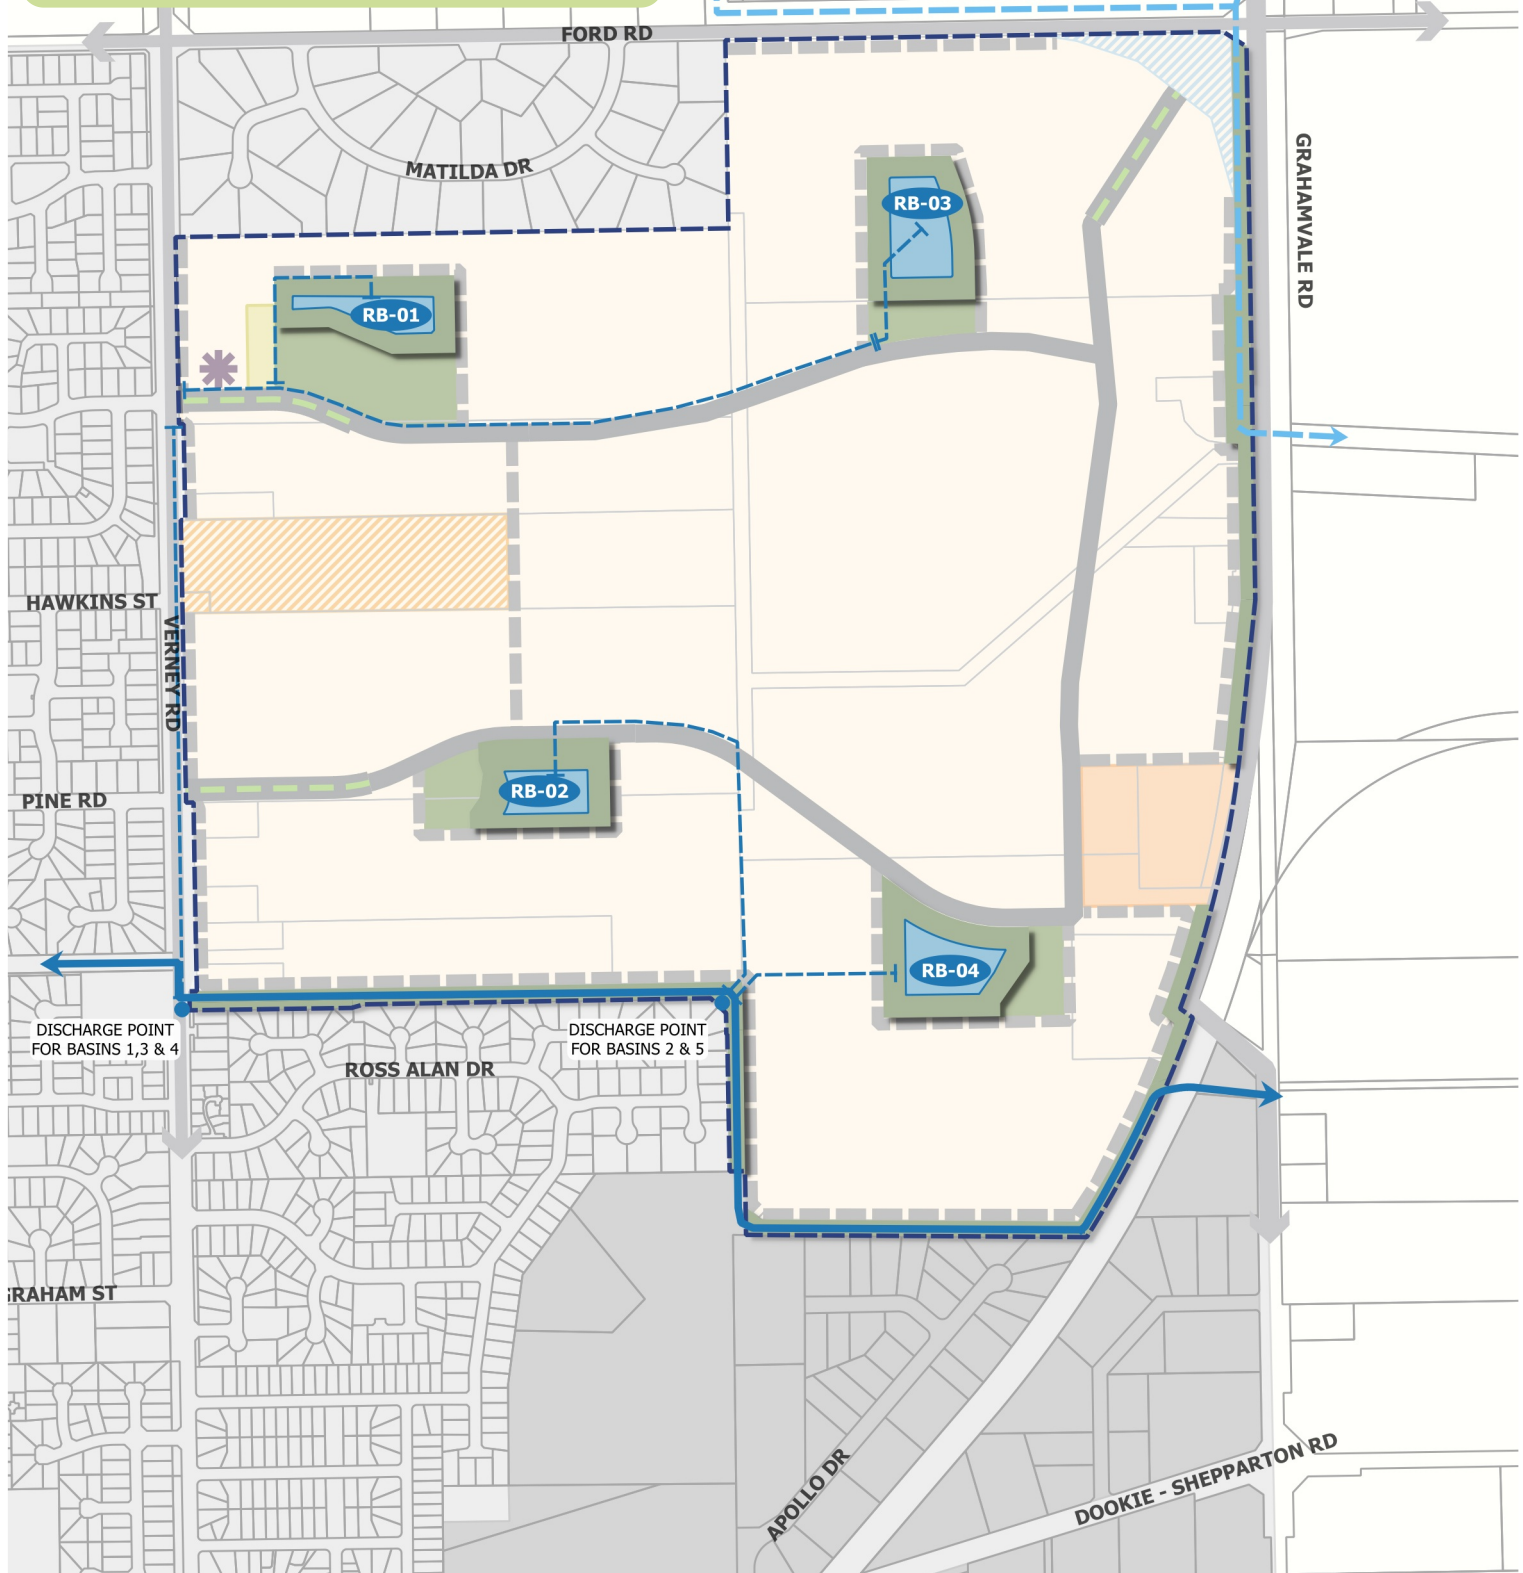 FORD RD
MATILDA DR
GRAHAMVALE RD
RB-03
RB-01
HAWKINS ST
VERNEY RD
PINE RD
RB-02
RB-04
DISCHARGE POINT
FOR BASINS 1,3 & 4
DISCHARGE POINT
FOR BASINS 2 & 5
ROSS ALAN DR
GRAHAM ST
APOLLO DR
DOOKIE - SHEPPARTON RD